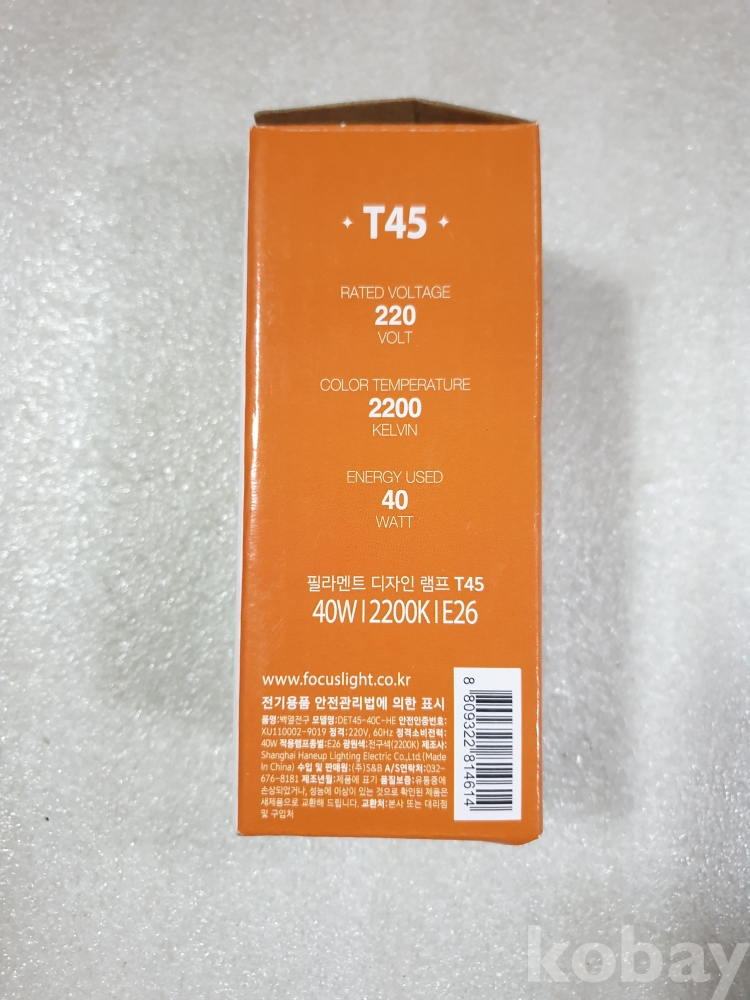 T45
RATED VOLTAGE
220
VOLT
COLOR TEMPERATURE
2200
KELVIN
ENERGY USED
40
WATT
필라멘트 디자인 램프 T45
40W|2200K|E26
www.focuslight.co.kr
전기용품 안전관리법에 의한 표시
품명:백열전구 모델명:DET45-40C-HE 안전인증번호:
XU110002-9019 정격:220V, 60Hz 정격소비전력:
40W 적용램프종벌:E26 광원색:전구색(2200K) 제조사:
Shanghai Haneup Lighting Electric Co.,Ltd.(Made
In China) 수입 및 판매원:(주)S&B A/S연락처:032-
676-8181 제조년월:제품에 표기 품질보증:유통중에
손상되었거나, 성능에 이상이 있는 것으로 확인된 제품은
새제품으로 교환해 드립니다. 교환처:본사 또는 대리점
및 구입처
8 809322 814614
kobay